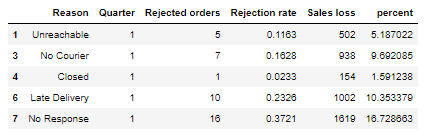 Reason Quarter Rejected orders Rejection rate Sales loss percent
1 Unreachable 1 5 0.1163 502 5.187022
3 No Courier 1 7 0.1628 938 9.692085
4 Closed 1 1 0.0233 154 1.591238
6 Late Delivery 1 10 0.2326 1002 10.353379
7 No Response 1 16 0.3721 1619 16.728663